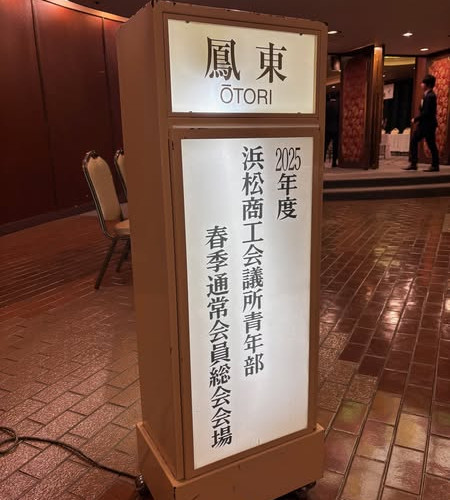 鳳東
ŌTORI
2025年度
浜松商工会議所青年部
春季通常会員総会会場